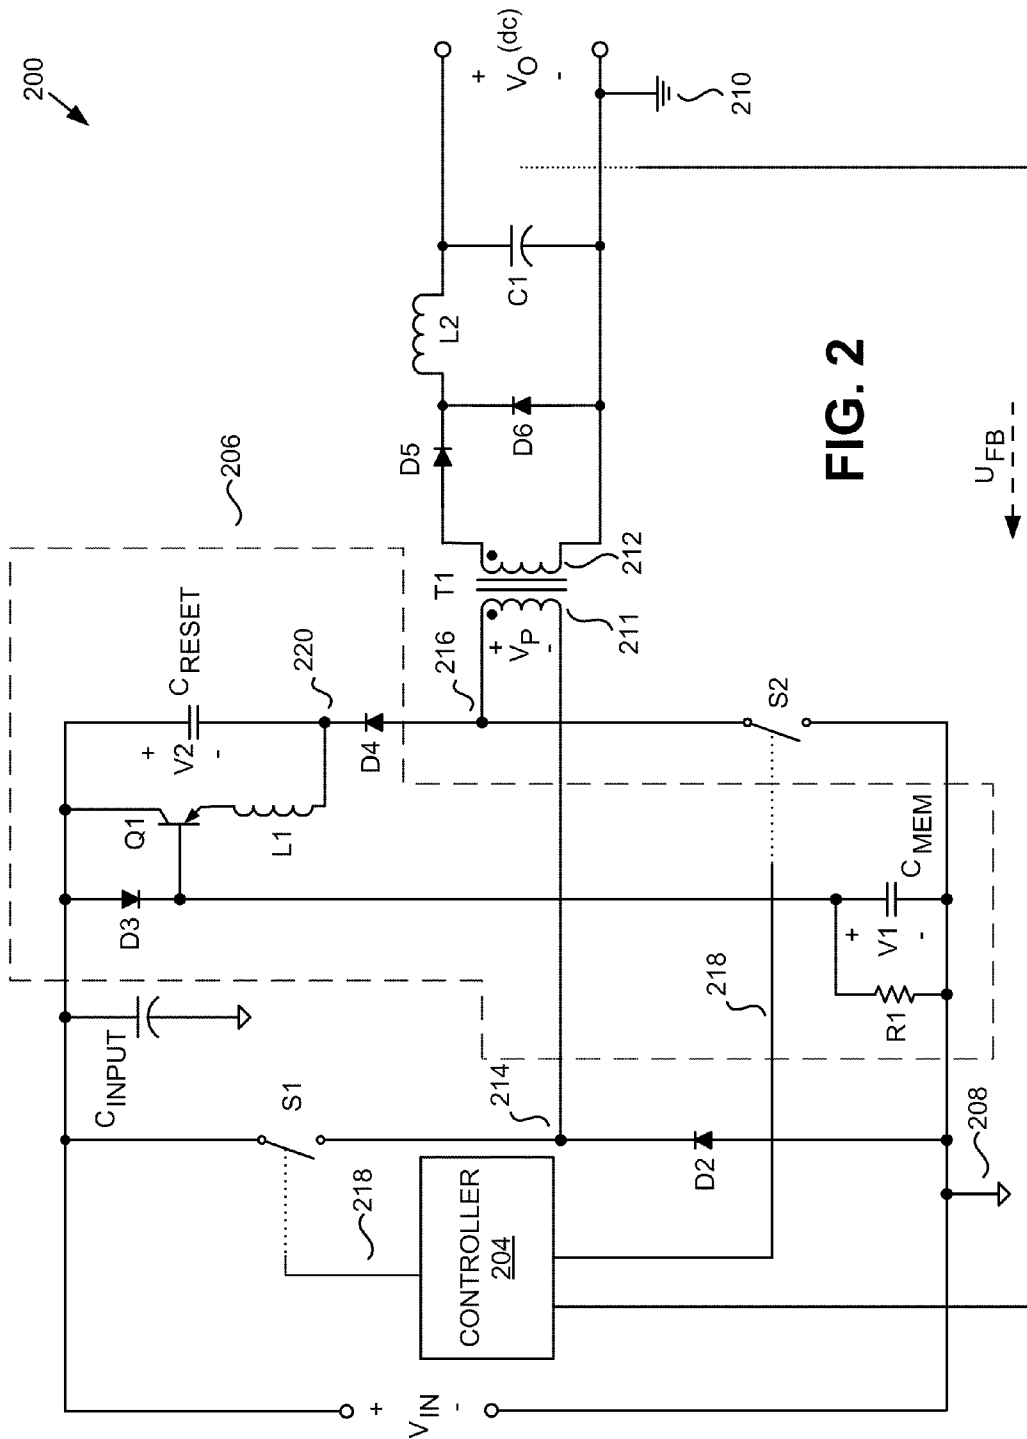 200
206
+
V2
-
C_RESET
220
Q1
L1
D3
D4
C_INPUT
S1
218
CONTROLLER
204
+
V_IN
-
214
D2
208
216
+
V_P
-
T1
211
212
S2
218
R1
+
V1
-
C_MEM
D5
D6
L2
C1
+
V_O (dc)
-
210
U_FB
FIG. 2